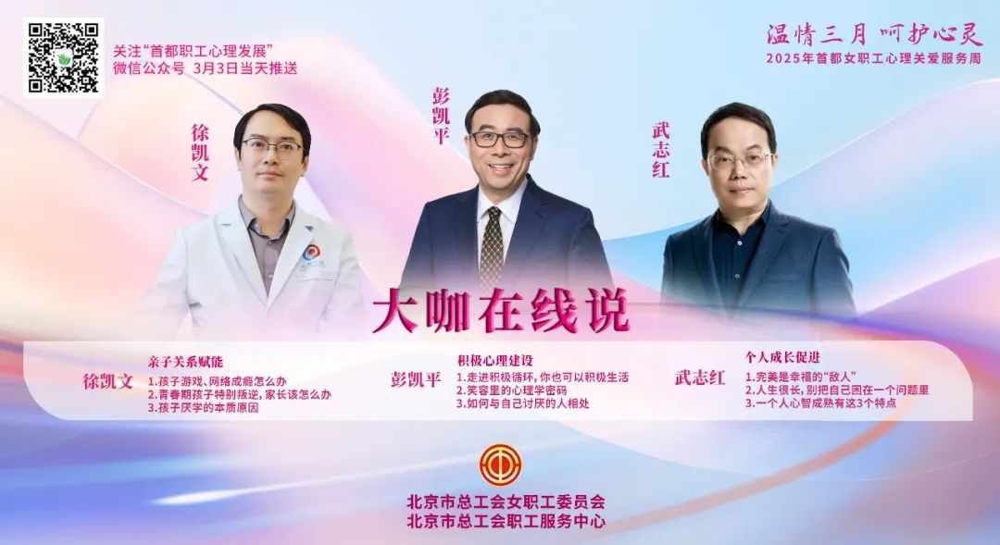 关注“首都职工心理发展”
微信公众号 3月3日当天推送
温情三月 呵护心灵
2025年首都女职工心理关爱服务周
徐凯文
彭凯平
武志红
大咖在线说
徐凯文
亲子关系赋能
1.孩子游戏、网络成瘾怎么办
2.青春期孩子特别叛逆，家长该怎么办
3.孩子厌学的本质原因
彭凯平
积极心理建设
1.走进积极循环，你也可以积极生活
2.笑容里的心理学密码
3.如何与自己讨厌的人相处
武志红
个人成长促进
1.完美是幸福的“敌人”
2.人生很长，别把自己困在一个问题里
3.一个人心智成熟有这3个特点
北京市总工会女职工委员会
北京市总工会职工服务中心